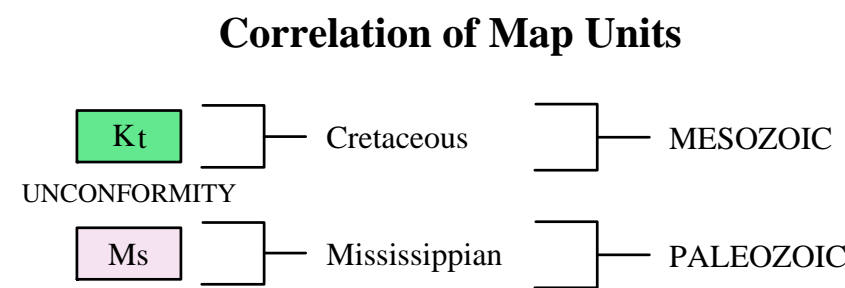 Correlation of Map Units
Kt Cretaceous MESOZOIC
UNCONFORMITY
Ms Mississippian PALEOZOIC